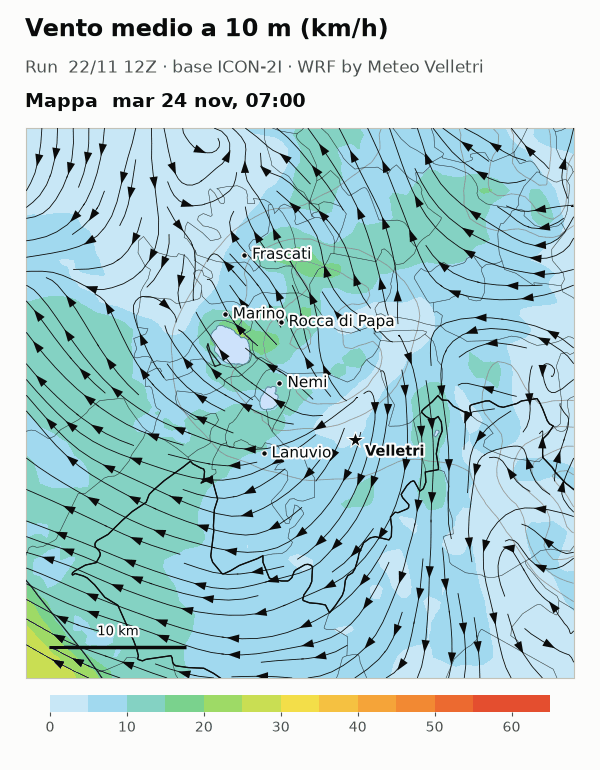 Vento medio a 10 m (km/h)
Run  22/11 12Z · base ICON-2I · WRF by Meteo Velletri
Mappa  mar 24 nov, 07:00
Frascati
Marino
Rocca di Papa
Nemi
Velletri
Lanuvio
10 km
0 10 20 30 40 50 60